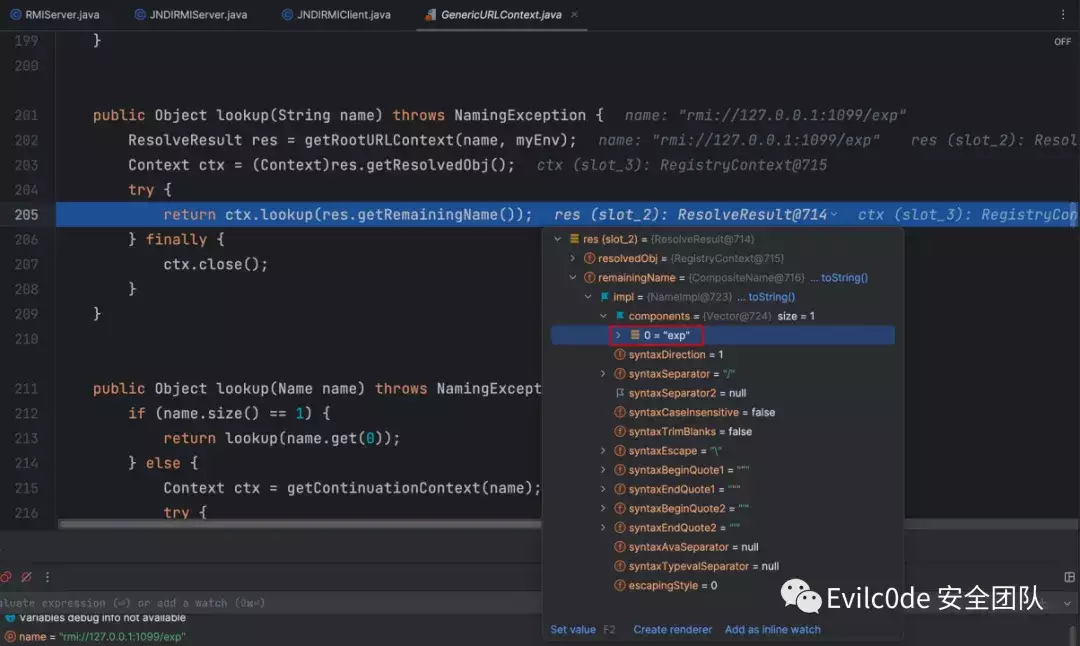 RMIServer.java JNDIRMIServer.java JNDIRMIClient.java GenericURLContext.java
OFF
199 }
200
201 public Object lookup(String name) throws NamingException { name: "rmi://127.0.0.1:1099/exp"
202 ResolveResult res = getRootURLContext(name, myEnv); name: "rmi://127.0.0.1:1099/exp" res (slot_2): Resol
203 Context ctx = (Context)res.getResolvedObj(); ctx (slot_3): RegistryContext@715
204 try {
205 return ctx.lookup(res.getRemainingName()); res (slot_2): ResolveResult@714 ctx (slot_3): RegistryCon
206 } finally {
207 ctx.close();
208 }
209 }
210
211 public Object lookup(Name name) throws NamingExcept
212 if (name.size() == 1) {
213 return lookup(name.get(0));
214 } else {
215 Context ctx = getContinuationContext(name);
216 try {
res (slot_2) = {ResolveResult@714}
resolvedObj = {RegistryContext@715}
remainingName = {CompositeName@716} ... toString()
impl = {NameImpl@723} ... toString()
components = {Vector@724} size = 1
0 = "exp"
syntaxDirection = 1
syntaxSeparator = "/"
syntaxSeparator2 = null
syntaxCaseInsensitive = false
syntaxTrimBlanks = false
syntaxEscape = "\"
syntaxBeginQuote1 = """
syntaxEndQuote1 = """
syntaxBeginQuote2 = "'"
syntaxEndQuote2 = "'"
syntaxAvaSeparator = null
syntaxTypevalSeparator = null
escapingStyle = 0
Set value F2 Create renderer Add as inline watch
aluate expression (⏎) or add a watch (⇧⌘⏎)
Variables debug info not available
name = "rmi://127.0.0.1:1099/exp"
Evilc0de 安全团队